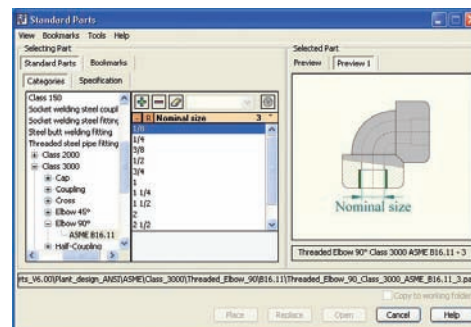 Standard Parts
View Bookmarks Tools Help
Selecting Part
Standard Parts Bookmarks
Categories Specification
Class 150
Socket welding steel coupl
Socket welding steel fitting
Steel butt welding fitting
Threaded steel pipe fitting
Class 2000
Class 3000
Cap
Coupling
Cross
Elbow 45°
Elbow 90°
ASME B16.11
Half-Coupling
R Nominal size 3
1/8
1/4
3/8
1/2
3/4
1
1 1/4
1 1/2
2
2 1/2
Selected Part
Preview Preview 1
Nominal size
Threaded Elbow 90° Class 3000 ASME B16.11 - 3
rts_V6.00\Plant_design_ANSI\ASME\Class_3000\Threaded_Elbow_90\B16.11\Threaded_Elbow_90_Class_3000_ASME_B16.11_3.pa
Copy to working folder
Place Replace Open Cancel Help